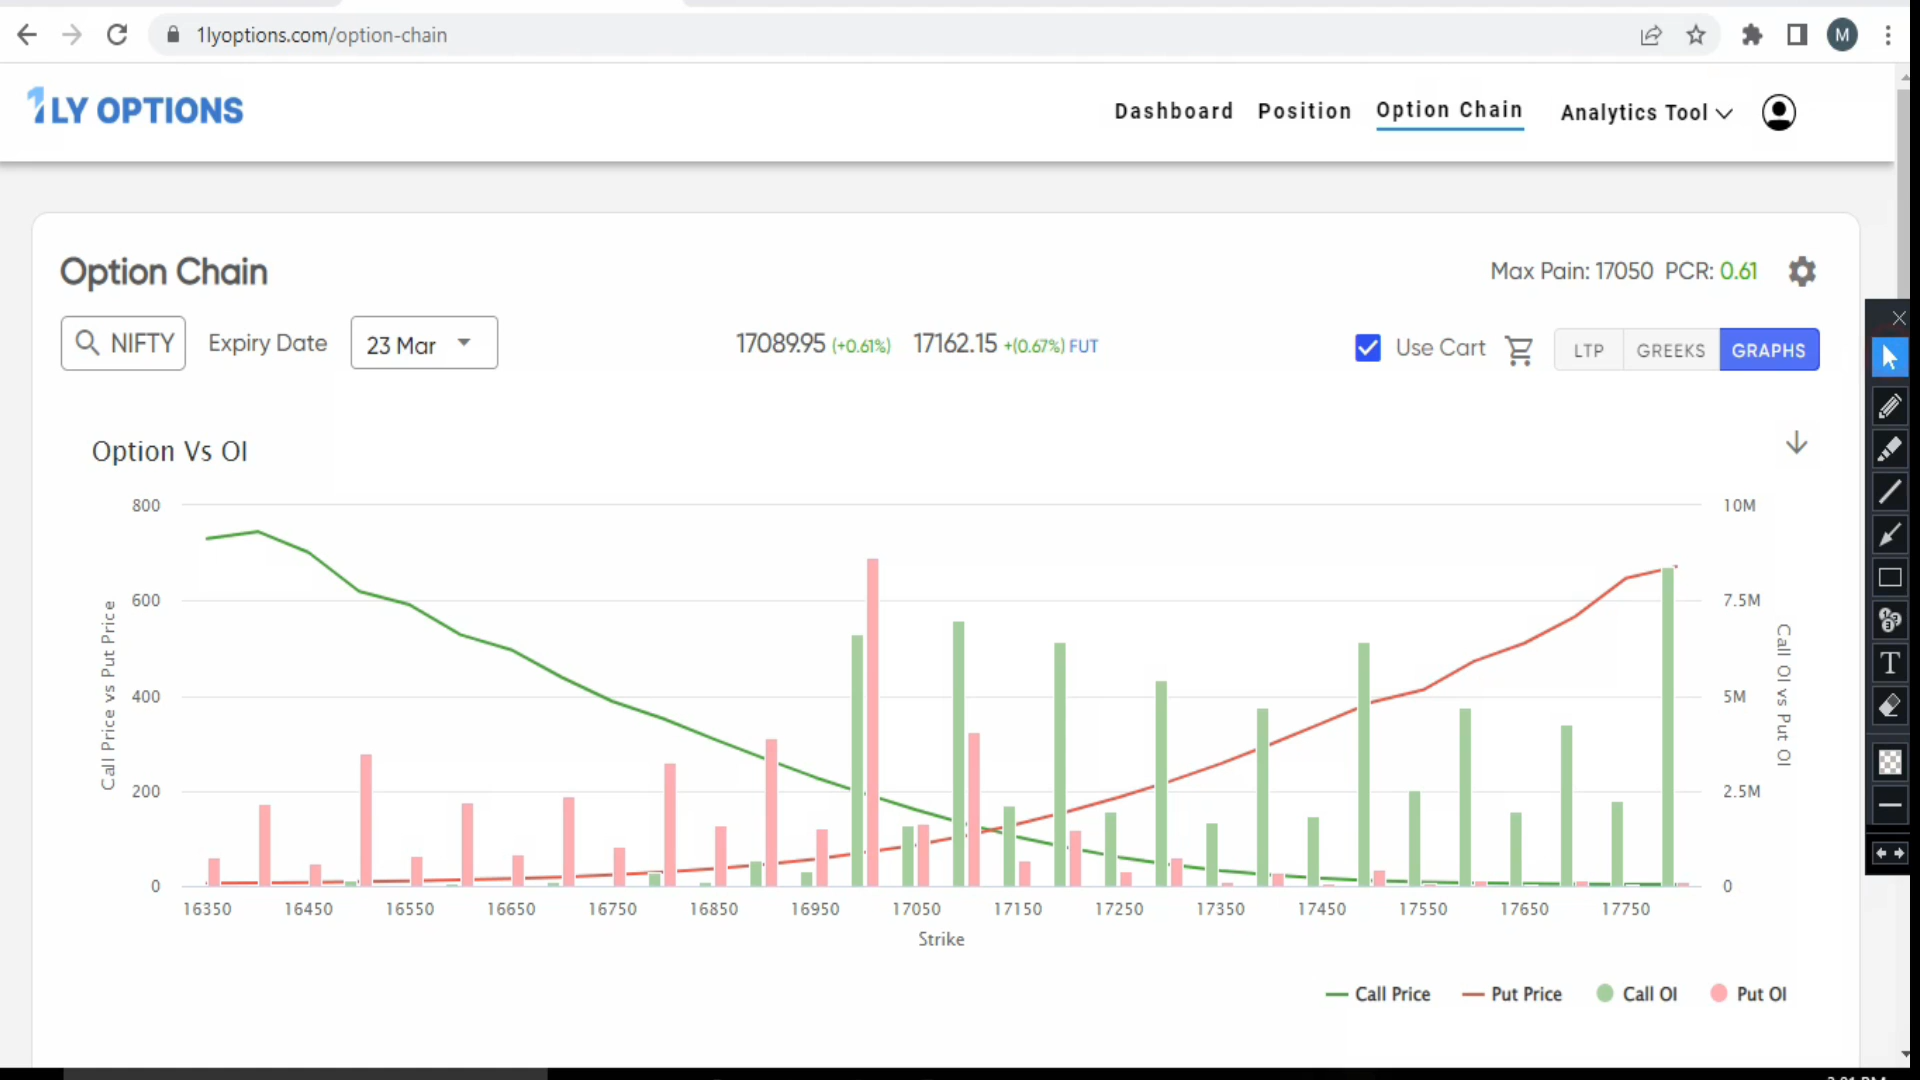 1lyoptions.com/option-chain
M
1LY OPTIONS
Dashboard Position Option Chain Analytics Tool
Option Chain
Max Pain: 17050 PCR: 0.61
NIFTY Expiry Date 23 Mar 17089.95 (+0.61%) 17162.15 +(0.67%) FUT Use Cart LTP GREEKS GRAPHS
Option Vs OI
800 10M
600 7.5M
400 5M
200 2.5M
0 0
Call Price vs Put Price
Call OI vs Put OI
16350 16450 16550 16650 16750 16850 16950 17050 17150 17250 17350 17450 17550 17650 17750
Strike
Call Price Put Price Call OI Put OI
T